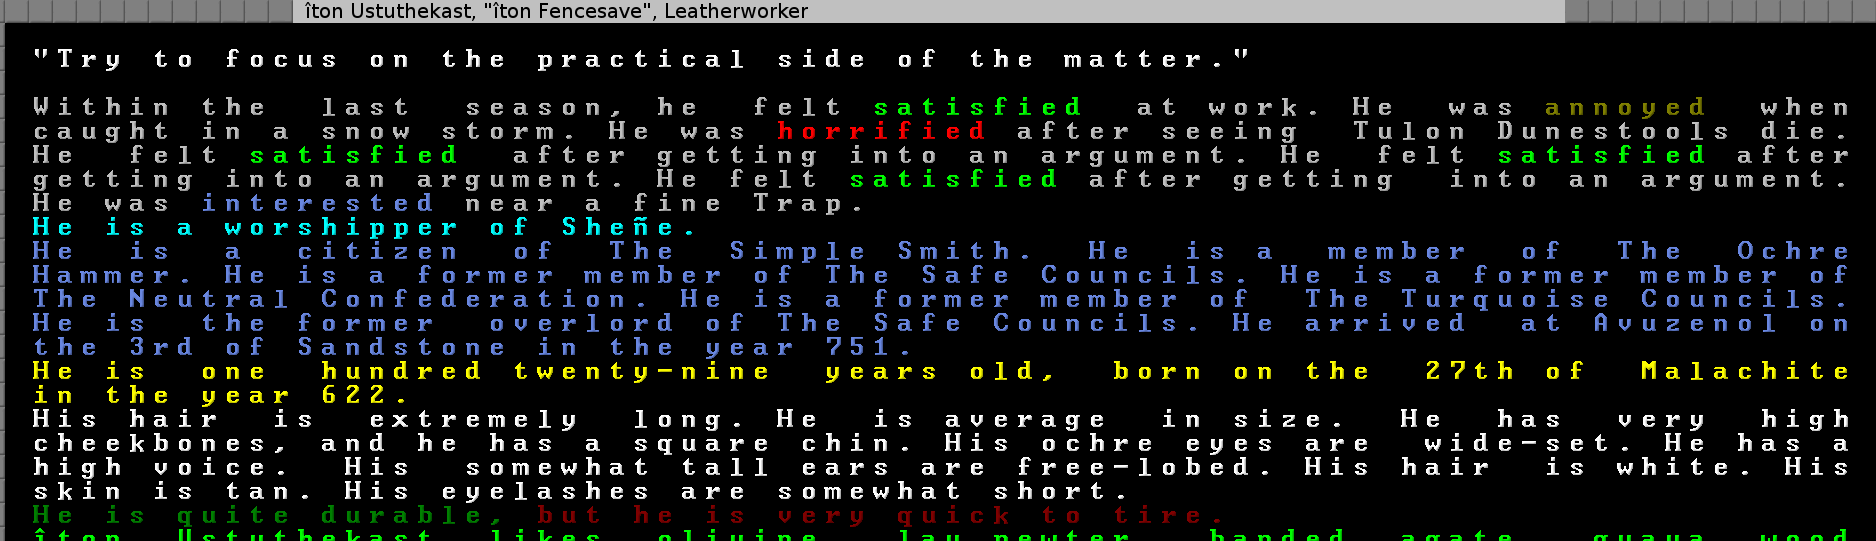 îton Ustuthekast, "îton Fencesave", Leatherworker
"Try to focus on the practical side of the matter."
Within the last season, he felt satisfied at work. He was annoyed when
caught in a snow storm. He was horrified after seeing Tulon Dunestools die.
He felt satisfied after getting into an argument. He felt satisfied after
getting into an argument. He felt satisfied after getting into an argument.
He was interested near a fine Trap.
He is a worshipper of Sheñe.
He is a citizen of The Simple Smith. He is a member of The Ochre
Hammer. He is a former member of The Safe Councils. He is a former member of
The Neutral Confederation. He is a former member of The Turquoise Councils.
He is the former overlord of The Safe Councils. He arrived at Avuzenol on
the 3rd of Sandstone in the year 751.
He is one hundred twenty-nine years old, born on the 27th of Malachite
in the year 622.
His hair is extremely long. He is average in size. He has very high
cheekbones, and he has a square chin. His ochre eyes are wide-set. He has a
high voice. His somewhat tall ears are free-lobed. His hair is white. His
skin is tan. His eyelashes are somewhat short.
He is quite durable, but he is very quick to tire.
îton Ustuthekast likes olivine, lay pewter, banded agate, guava wood